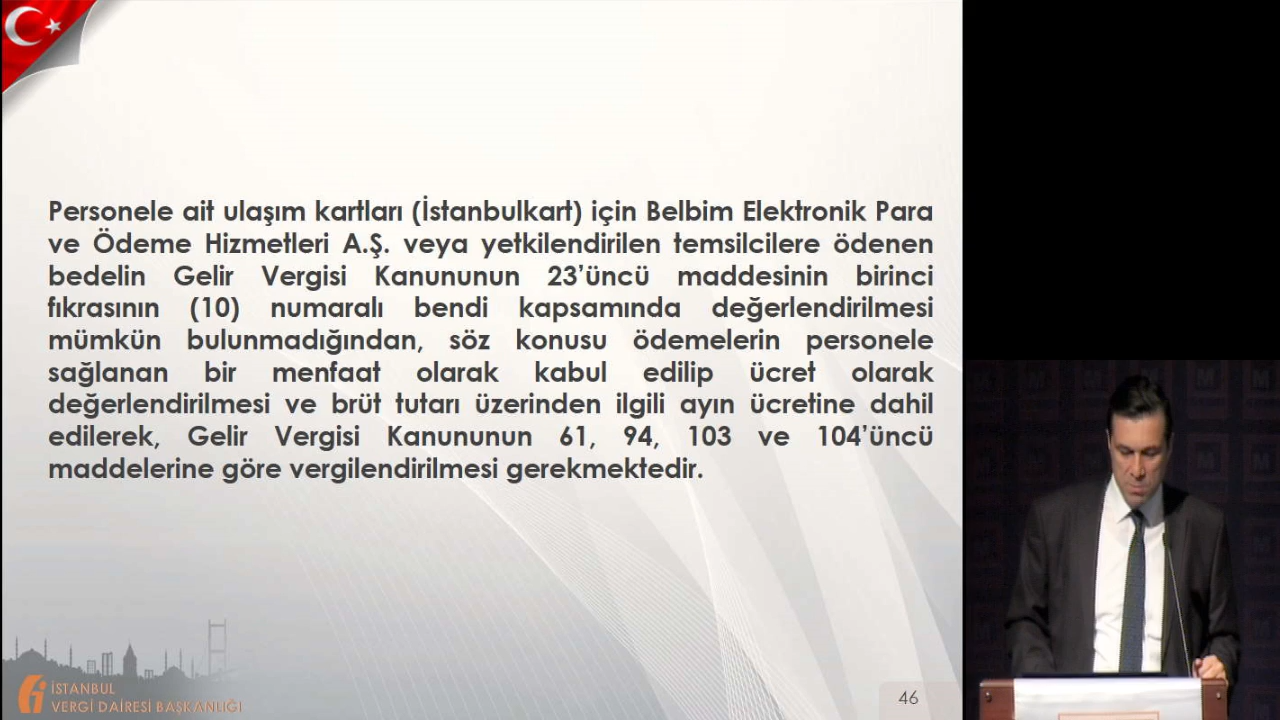 Personele ait ulaşım kartları (İstanbulkart) için Belbim Elektronik Para
ve Ödeme Hizmetleri A.Ş. veya yetkilendirilen temsilcilere ödenen
bedelin Gelir Vergisi Kanununun 23’üncü maddesinin birinci
fıkrasının (10) numaralı bendi kapsamında değerlendirilmesi
mümkün bulunmadığından, söz konusu ödemelerin personele
sağlanan bir menfaat olarak kabul edilip ücret olarak
değerlendirilmesi ve brüt tutarı üzerinden ilgili ayın ücretine dahil
edilerek, Gelir Vergisi Kanununun 61, 94, 103 ve 104’üncü
maddelerine göre vergilendirilmesi gerekmektedir.
İSTANBUL
VERGİ DAİRESİ BAŞKANLIĞI
46